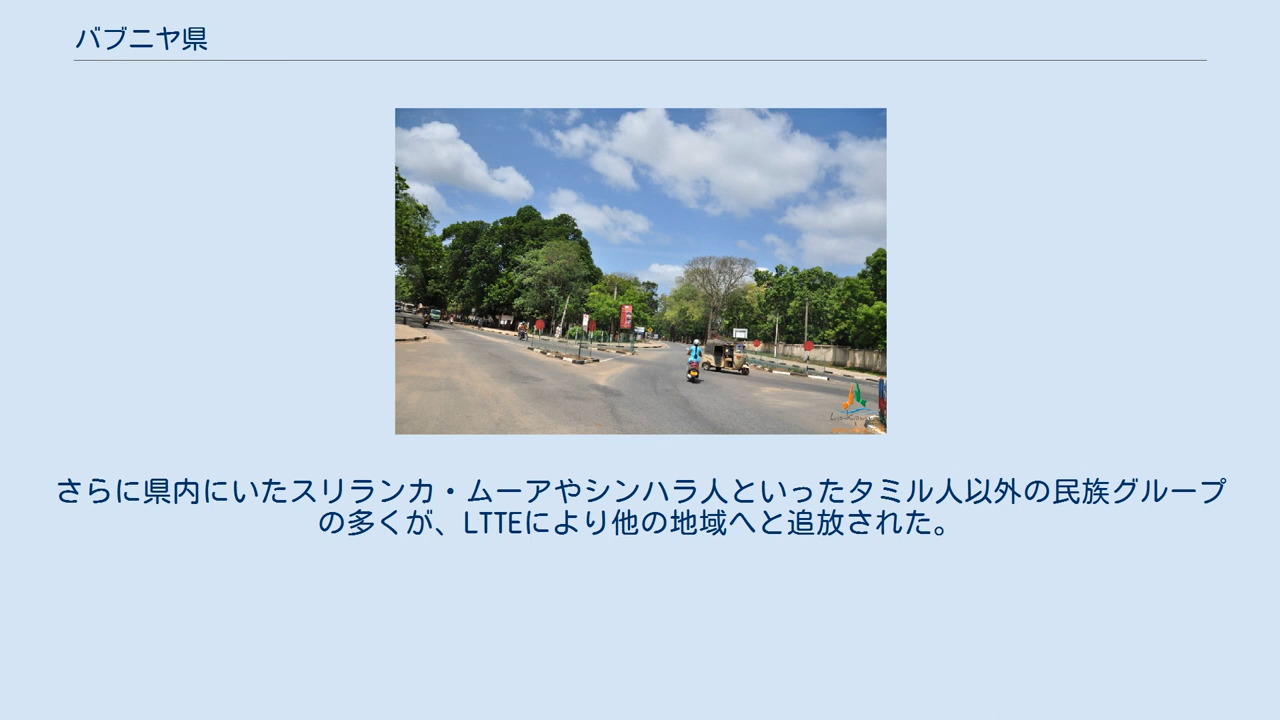 バブニヤ県
さらに県内にいたスリランカ・ムーアやシンハラ人といったタミル人以外の民族グループ
の多くが、LTTEにより他の地域へと追放された。